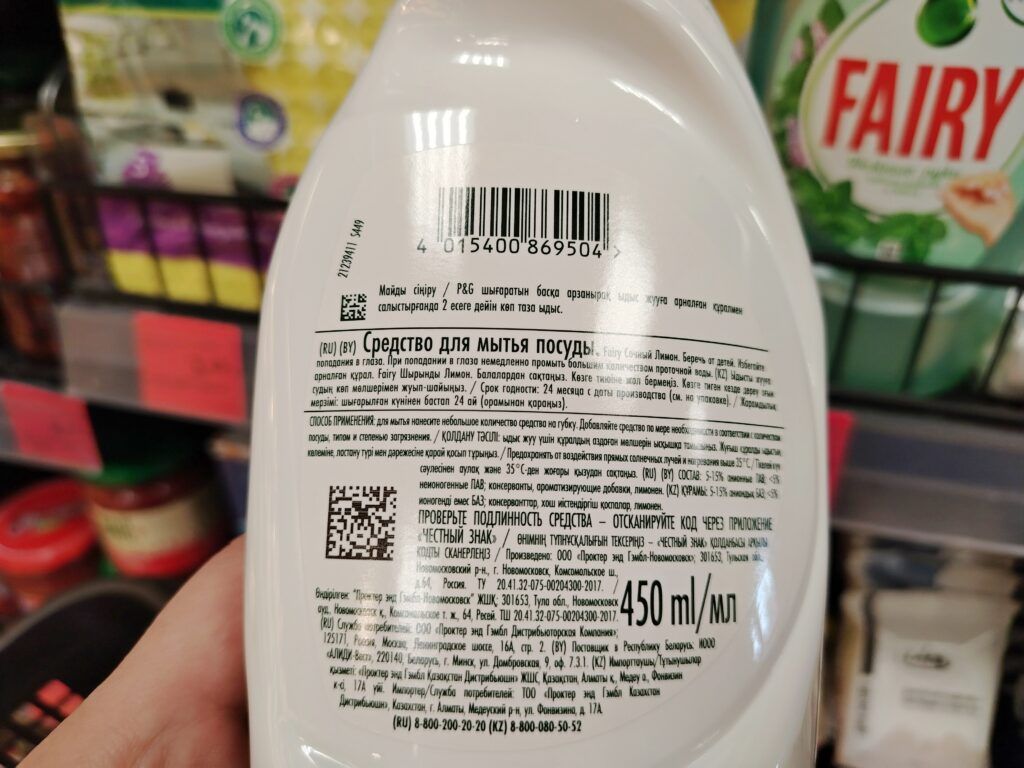 FAIRY
4 015400 869504 >
21239411 S449
Майды сіңіру / P&G шығаратын басқа арзанырақ ыдыс жууға арналған құралмен
салыстырғанда 2 есеге дейін көп таза ыдыс.
(RU) (BY) Средство для мытья посуды. Fairy Сочный Лимон. Беречь от детей. Избегайте
попадания в глаза. При попадании в глаза немедленно промыть большим количеством проточной воды. (KZ) Ыдысты жууға
арналған құрал. Fairy Шырынды Лимон. Балалардан сақтаңыз. Көзге тиюіне жол бермеңіз. Көзге тиген кезде дереу ағын
судың көп мөлшерімен жуып-шайыңыз. / Срок годности: 24 месяца с даты производства (см. на упаковке). / Жарамдылық
мерзімі: шығарылған күнінен бастап 24 ай (орамынан қараңыз).
СПОСОБ ПРИМЕНЕНИЯ: для мытья нанесите небольшое количество средства на губку. Добавляйте средство по мере необходимости в соответствии с количеством
посуды, типом и степенью загрязнения. / ҚОЛДАНУ ТӘСІЛІ: ыдыс жуу үшін құралдың аздаған мөлшерін ысқышқа тамызыңыз. Жуғыш құралды ыдыстың
көлеміне, ластану түрі мен дәрежесіне қарай қосып тұрыңыз. / Предохранять от воздействия прямых солнечных лучей и нагревания выше 35°C. / Тікелей күн
сәулесінен аулақ және 35°C-ден жоғары қызудан сақтаңыз. (RU) (BY) СОСТАВ: 5-15% анионные ПАВ; <5%
неионогенные ПАВ; консерванты, ароматизирующие добавки, лимонен. (KZ) ҚҰРАМЫ: 5-15% аниондық БАЗ; <5%
ионогенді емес БАЗ; консерванттар, хош иістендіргіш қоспалар, лимонен.
ПРОВЕРЬТЕ ПОДЛИННОСТЬ СРЕДСТВА – ОТСКАНИРУЙТЕ КОД ЧЕРЕЗ ПРИЛОЖЕНИЕ
«ЧЕСТНЫЙ ЗНАК» / ӨНІМНІҢ ТҮПНҰСҚАЛЫҒЫН ТЕКСЕРІҢІЗ – «ЧЕСТНЫЙ ЗНАК» ҚОЛДАНБАСЫ АРҚЫЛЫ
КОДТЫ СКАНЕРЛЕҢІЗ / Произведено: ООО «Проктер энд Гэмбл-Новомосковск»; 301653, Тульская обл.,
Новомосковский р-н., г. Новомосковск, Комсомольское ш.,
д.64, Россия. ТУ 20.41.32-075-00204300-2017. /
Өндірілген: "Проктер энд Гэмбл-Новомосковск" ЖШҚ; 301653, Тула обл., Новомосковск
ауд. Новомосковск қ., Комсомольское т. ж., 64, Ресей. ТШ 20.41.32-075-00204300-2017.
450 ml/мл
(RU) Служба потребителей: ООО «Проктер энд Гэмбл Дистрибьюторская Компания»;
125171, Россия, Москва, Ленинградское шоссе, 16А, стр. 2. (BY) Поставщик в Республику Беларусь: ИООО
«АЛИДИ-Вест», 220140, Беларусь, г. Минск, ул. Домбровская, 9, оф. 7.3.1. (KZ) Импорттаушы/Тұтынушылар
қызметі: «Проктер энд Гэмбл Казахстан Дистрибьюшн» ЖШС, Қазақстан, Алматы қ., Медеу а., Фонвизин
к-сі, 17А үйі. Импортер/Служба потребителей: ТОО «Проктер энд Гэмбл Казахстан
Дистрибьюшн», Казахстан, г. Алматы, Медеуский р-н, ул. Фонвизина, д. 17А.
(RU) 8-800-200-20-20 (KZ) 8-800-080-50-52